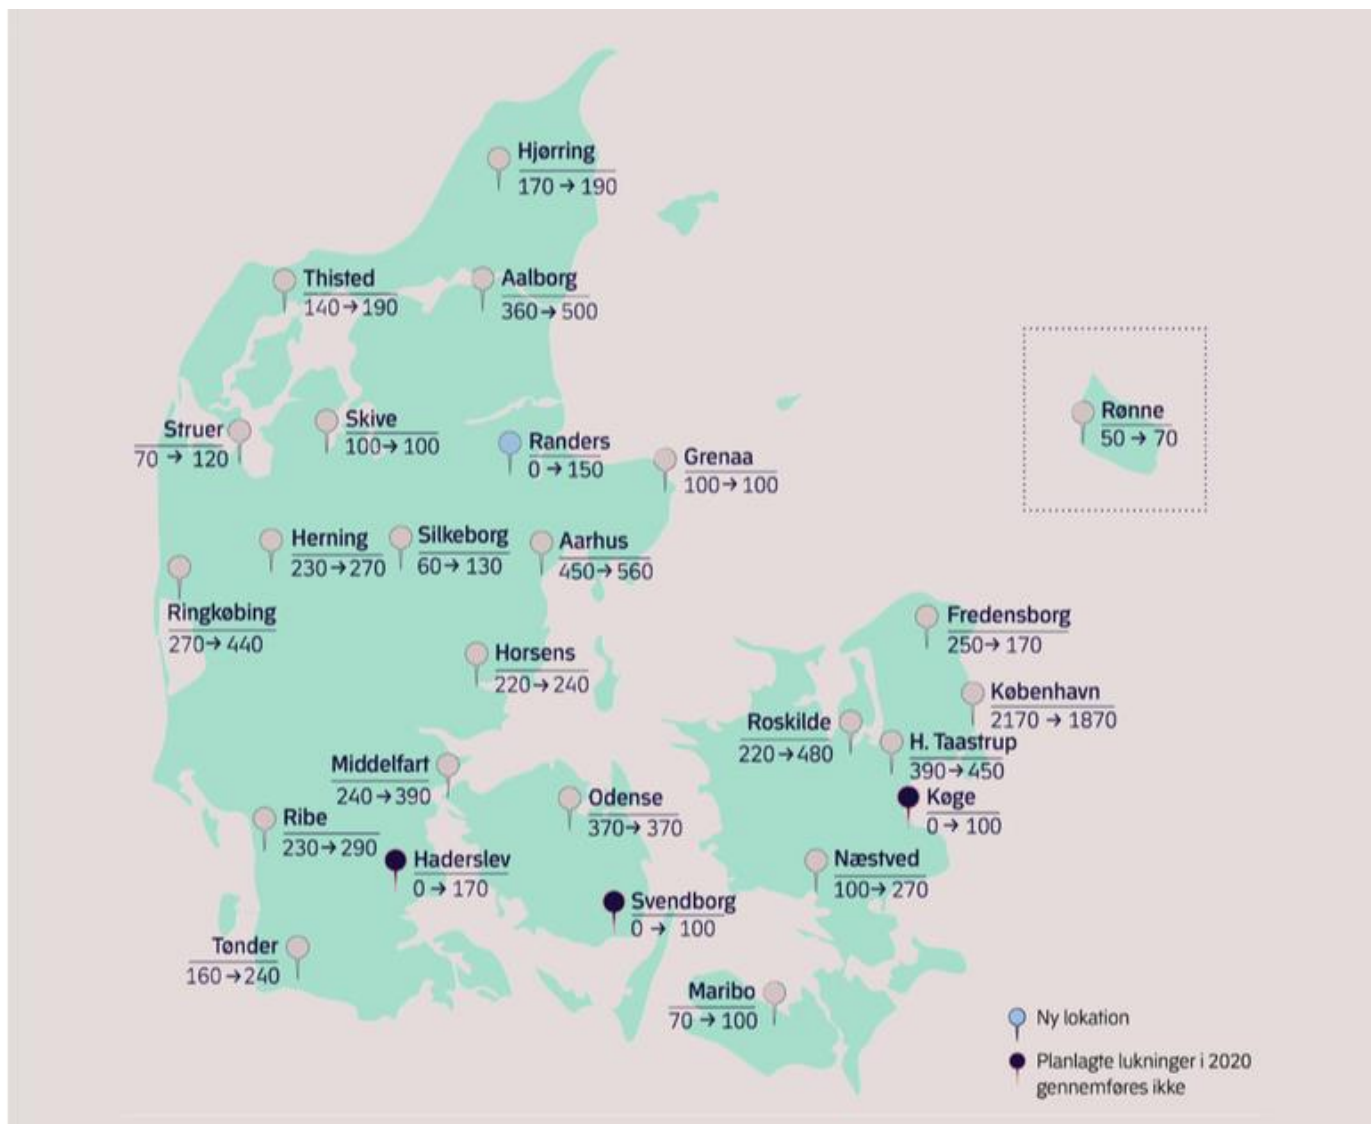 Hjørring
170 → 190
Thisted
140 → 190
Aalborg
360 → 500
Struer
70 → 120
Skive
100 → 100
Randers
0 → 150
Grenaa
100 → 100
Rønne
50 → 70
Herning
230 → 270
Silkeborg
60 → 130
Aarhus
450 → 560
Ringkøbing
270 → 440
Horsens
220 → 240
Fredensborg
250 → 170
København
2170 → 1870
Roskilde
220 → 480
H. Taastrup
390 → 450
Middelfart
240 → 390
Odense
370 → 370
Køge
0 → 100
Ribe
230 → 290
Haderslev
0 → 170
Næstved
100 → 270
Svendborg
0 → 100
Tønder
160 → 240
Maribo
70 → 100
Ny lokation
Planlagte lukninger i 2020
gennemføres ikke